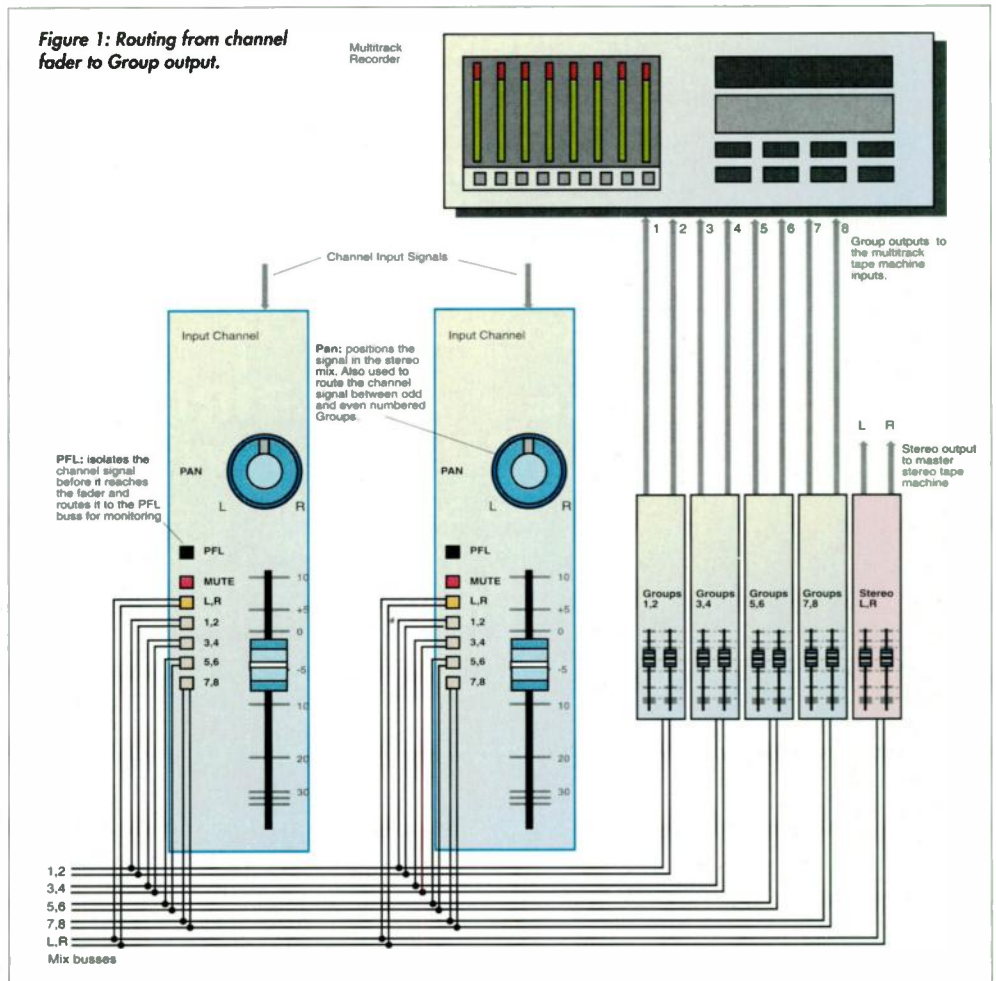 Figure 1: Routing from channel
fader to Group output.
Multitrack
Recorder
1
2
3
4
5
6
7
8
Group outputs to
the multitrack
tape machine
inputs.
Channel Input Signals
Input Channel
Input Channel
Pan: positions the
signal in the stereo
mix. Also used to
route the channel
signal between odd
and even numbered
Groups
PFL: isolates the
channel signal
before it reaches
the fader and
routes it to the PFL
buss for monitoring
PAN
L
R
PAN
L
R
L
R
Stereo output
to master
stereo tape
machine
PFL
MUTE
L,R
1,2
3,4
5,6
7,8
10
+5
0
-5
10
20
30
PFL
MUTE
L,R
1,2
3,4
5,6
7,8
10
+5
0
-5
10
20
30
Groups
1,2
Groups
3,4
Groups
5,6
Groups
7,8
Stereo
L,R
1,2
3,4
5,6
7,8
L,R
Mix busses